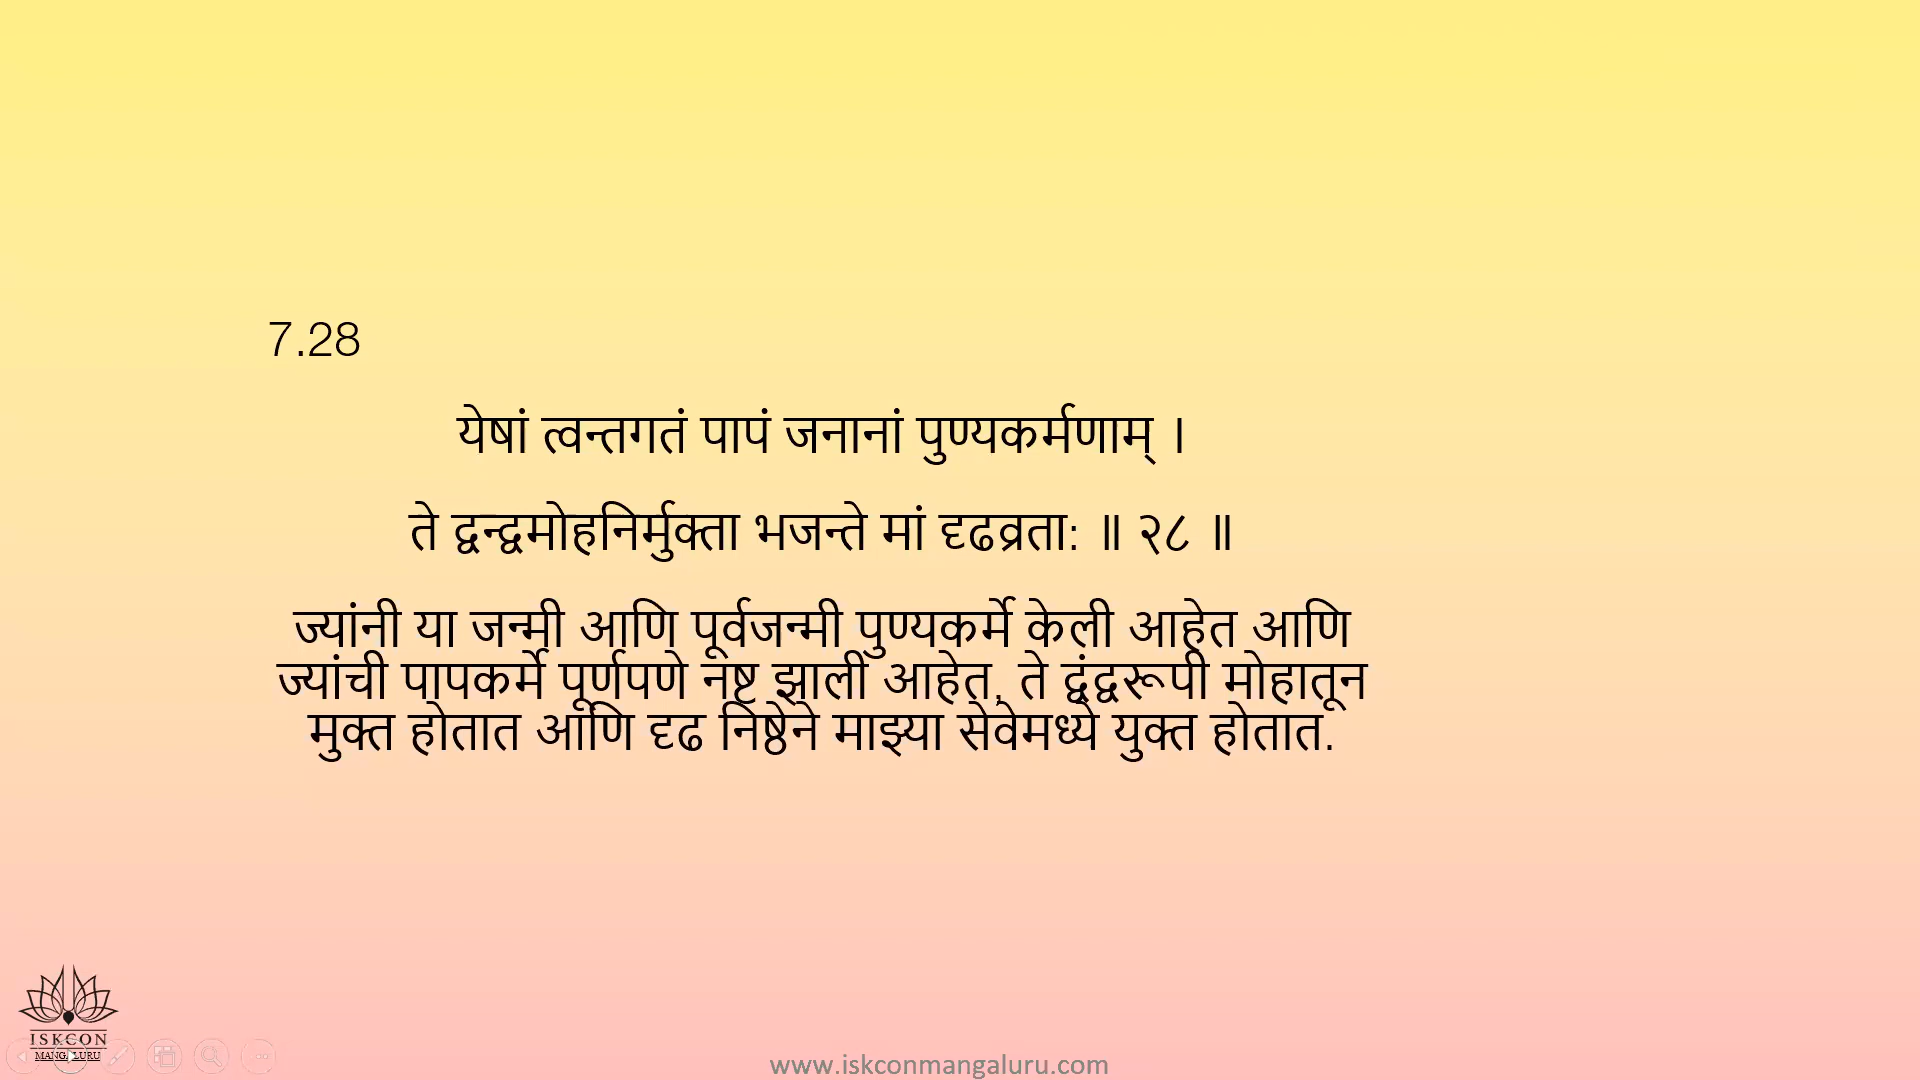 7.28
येषां त्वन्तगतं पापं जनानां पुण्यकर्मणाम् ।
ते द्वन्द्वमोहनिर्मुक्ता भजन्ते मां दृढव्रताः ॥ २८ ॥
ज्यांनी या जन्मी आणि पूर्वजन्मी पुण्यकर्मे केली आहेत आणि
ज्यांची पापकर्मे पूर्णपणे नष्ट झाली आहेत, ते द्वंद्वरूपी मोहातून
मुक्त होतात आणि दृढ निष्ठेने माझ्या सेवेमध्ये युक्त होतात.
ISKCON
MANGALURU
www.iskconmangaluru.com